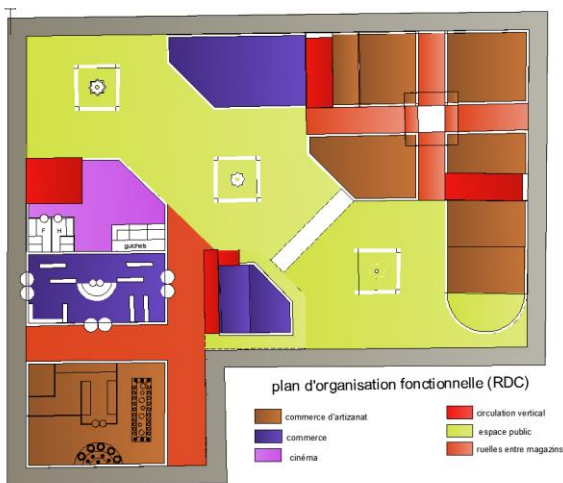 F H
guichets
plan d'organisation fonctionnelle (RDC)
commerce d'artizanat
commerce
cinéma
circulation vertical
espace public
ruelles entre magazins